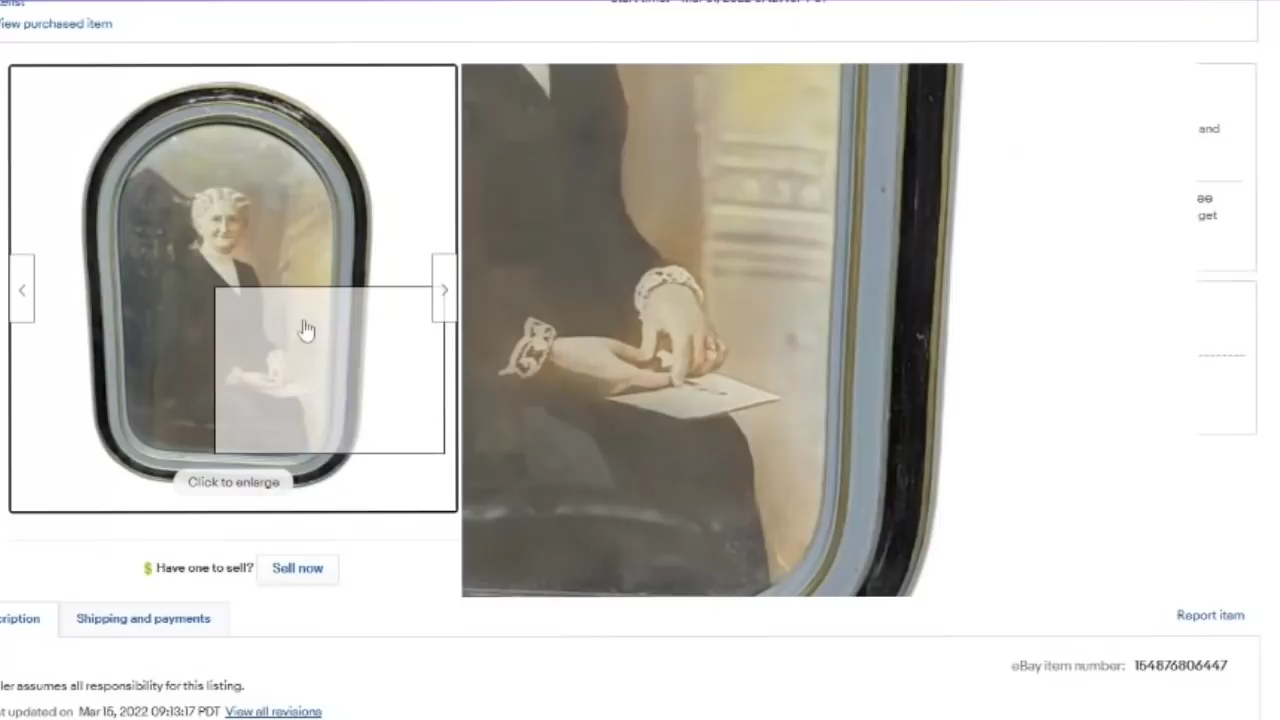 View purchased item
and
ee
get
Click to enlarge
$ Have one to sell? Sell now
cription
Shipping and payments
Report item
eBay item number: 154876806447
ler assumes all responsibility for this listing.
t updated on Mar 15, 2022 09:13:17 PDT View all revisions